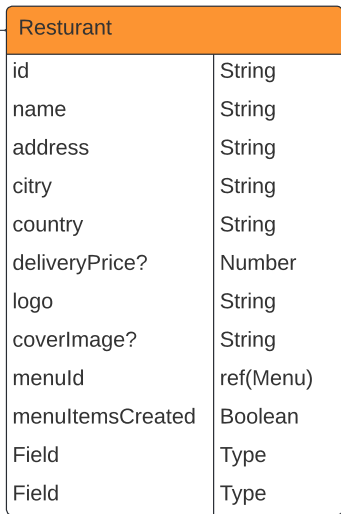 Resturant
id String
name String
address String
citry String
country String
deliveryPrice? Number
logo String
coverImage? String
menuId ref(Menu)
menuItemsCreated Boolean
Field Type
Field Type